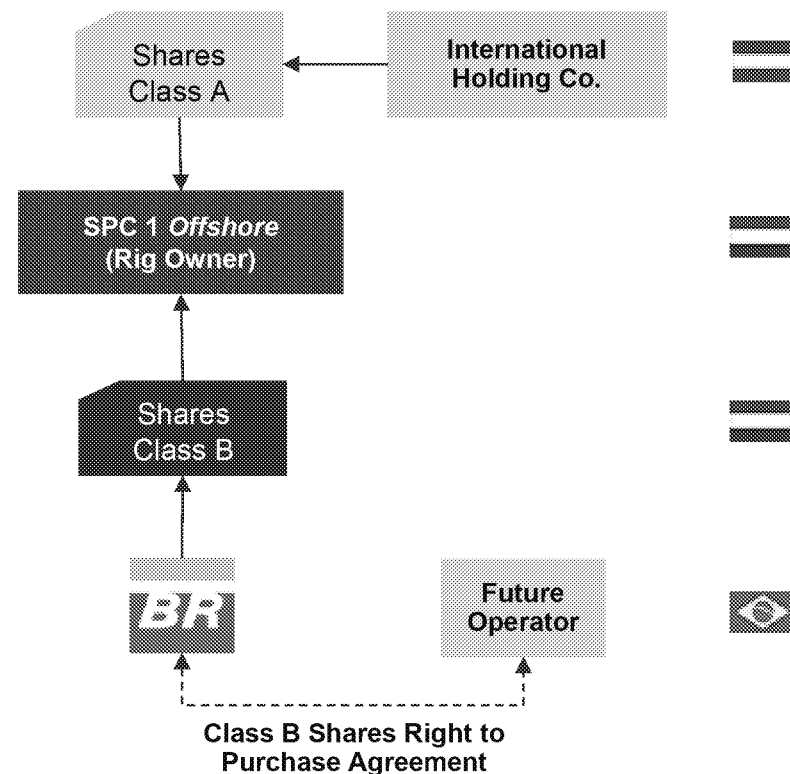 Shares
Class A
International
Holding Co.
SPC 1 Offshore
(Rig Owner)
Shares
Class B
BR
Future
Operator
Class B Shares Right to
Purchase Agreement